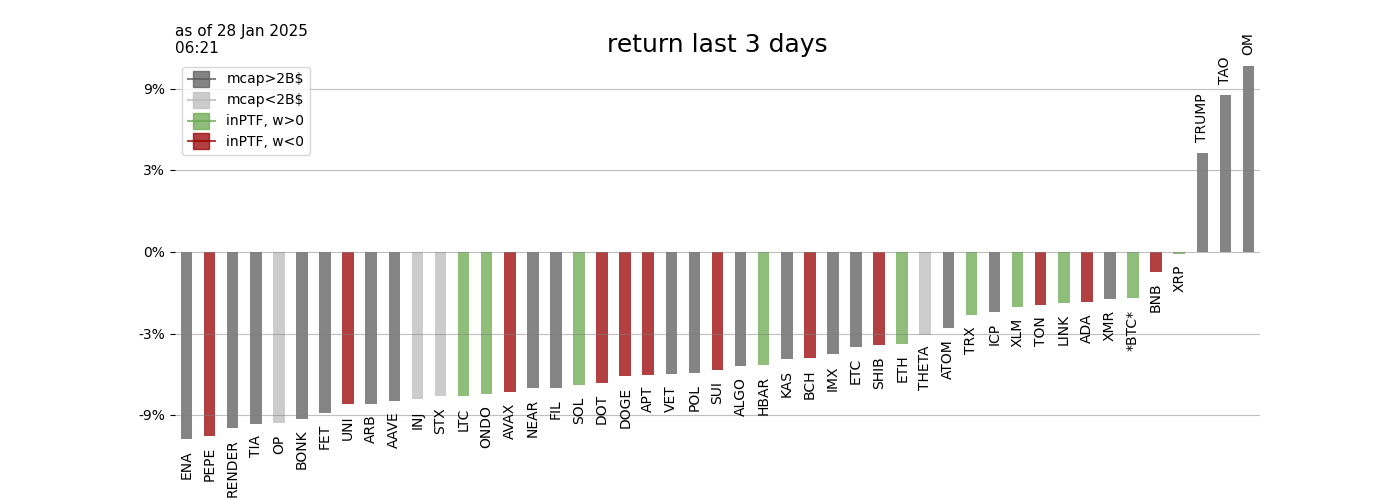 as of 28 Jan 2025
06:21
return last 3 days
mcap>2B$
mcap<2B$
inPTF, w>0
inPTF, w<0
9%
3%
0%
-3%
-9%
ENA
PEPE
RENDER
TIA
OP
BONK
FET
UNI
ARB
AAVE
INJ
STX
LTC
ONDO
AVAX
NEAR
FIL
SOL
DOT
DOGE
APT
VET
POL
SUI
ALGO
HBAR
KAS
BCH
IMX
ETC
SHIB
ETH
THETA
ATOM
TRX
ICP
XLM
TON
LINK
ADA
XMR
*BTC*
BNB
XRP
TRUMP
TAO
OM